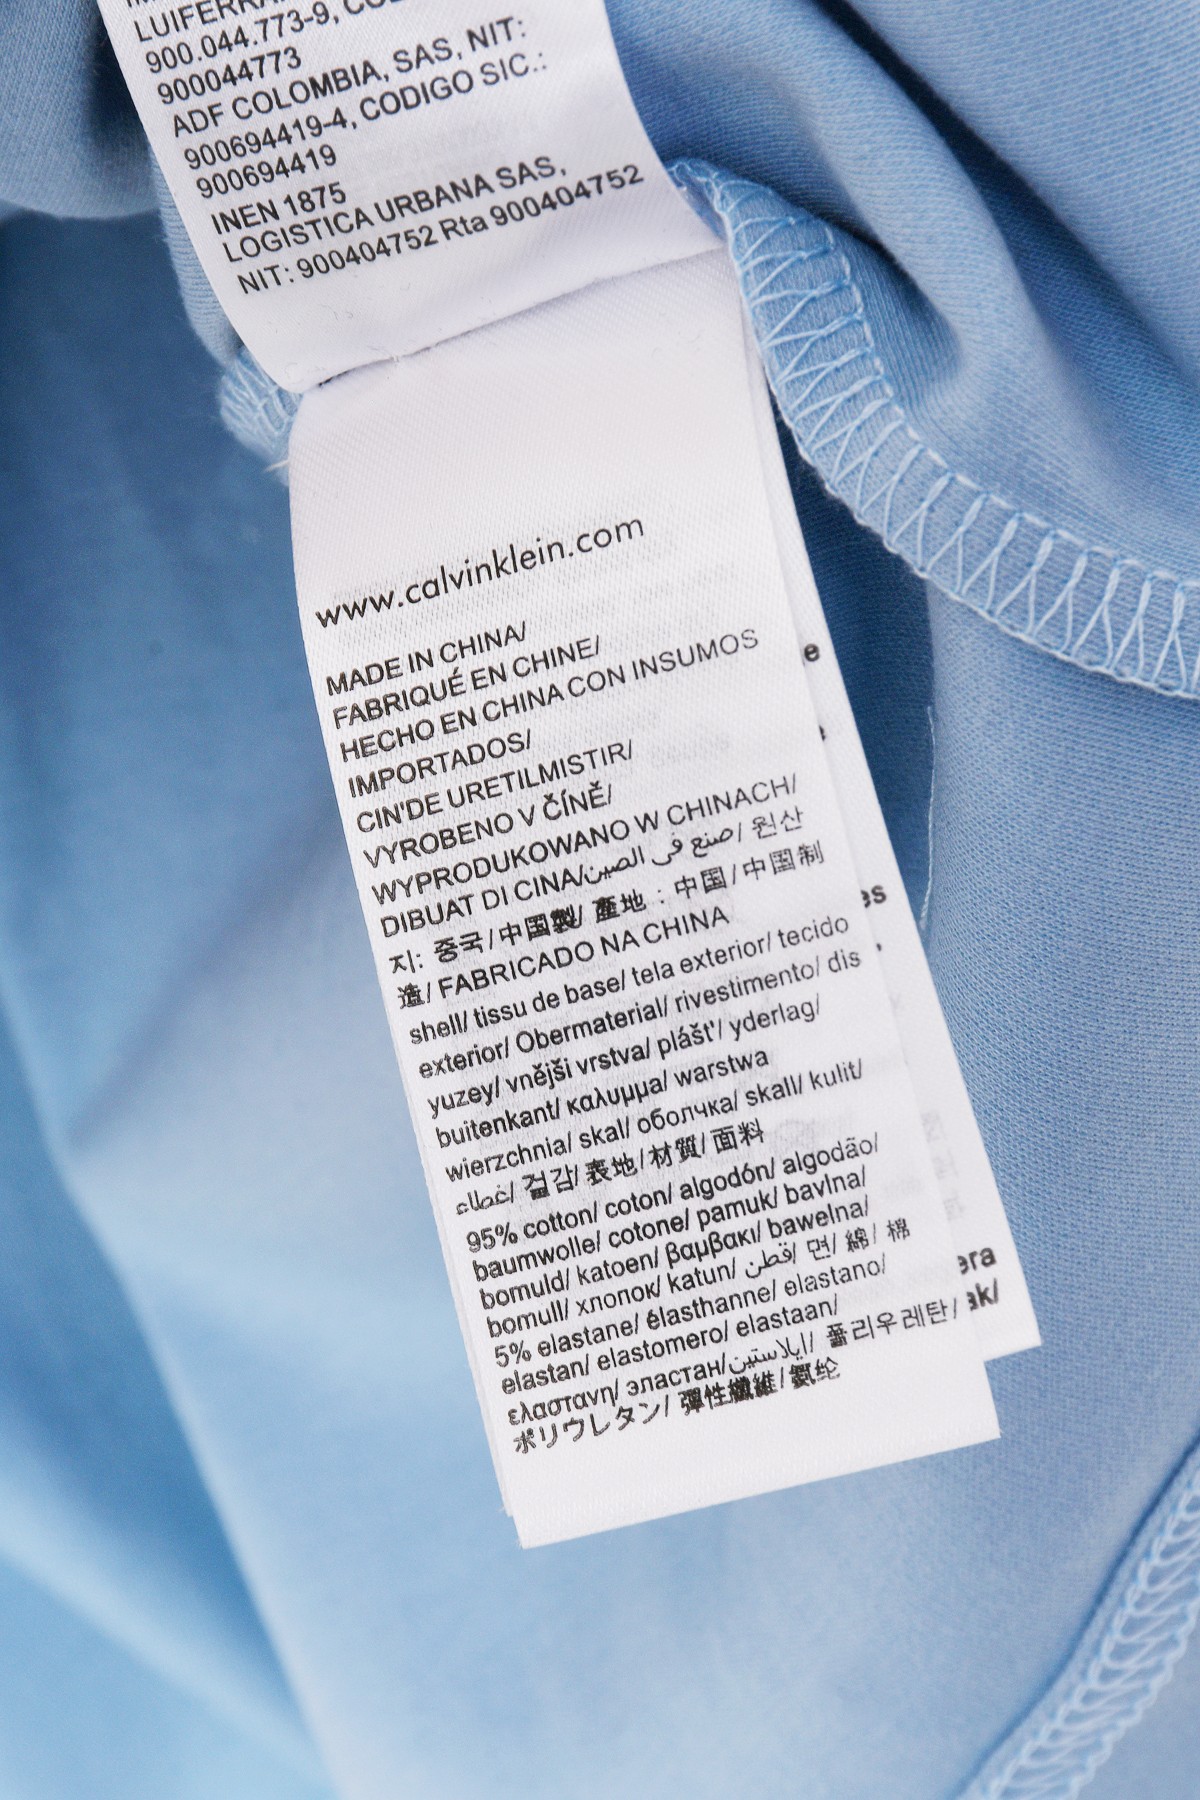 LUIFERRA
900.044.773-9,
900044773
ADF COLOMBIA, SAS, NIT:
900694419-4, CODIGO SIC.:
900694419
INEN 1875
LOGISTICA URBANA SAS,
NIT: 900404752 Rta 900404752
www.calvinklein.com
MADE IN CHINA/
FABRIQUÉ EN CHINE/
HECHO EN CHINA CON INSUMOS
IMPORTADOS/
CIN'DE URETILMISTIR/
VYROBENO V ČÍNĚ/
WYPRODUKOWANO W CHINACH/
DIBUAT DI CINA/صنع فى الصين/ 원산
지: 중국/中国製/ 產地 : 中国/中国制
造/ FABRICADO NA CHINA
shell/ tissu de base/ tela exterior/ tecido
exterior/ Obermaterial/ rivestimento/ dis
yuzey/ vnější vrstva/ plášt'/ yderlag/
buitenkant/ καλυμμα/ warstwa
wierzchnia/ skal/ оболчка/ skall/ kulit/
غطاء/ 겉감/ 表地/材質/ 面料
95% cotton/ coton/ algodón/ algodão/
baumwolle/ cotone/ pamuk/ bavlna/
bomuld/ katoen/ βαμβακι/ bawelna/
bomull/ хлопок/ katun/ قطن/ 면/ 綿/ 棉
5% elastane/ élasthanne/ elastano/
elastan/ elastomero/ elastaan/
ελαστανη/ эластан/إيلاستين/ 폴리우레탄/
ポリウレタン/ 彈性纖維/氨纶